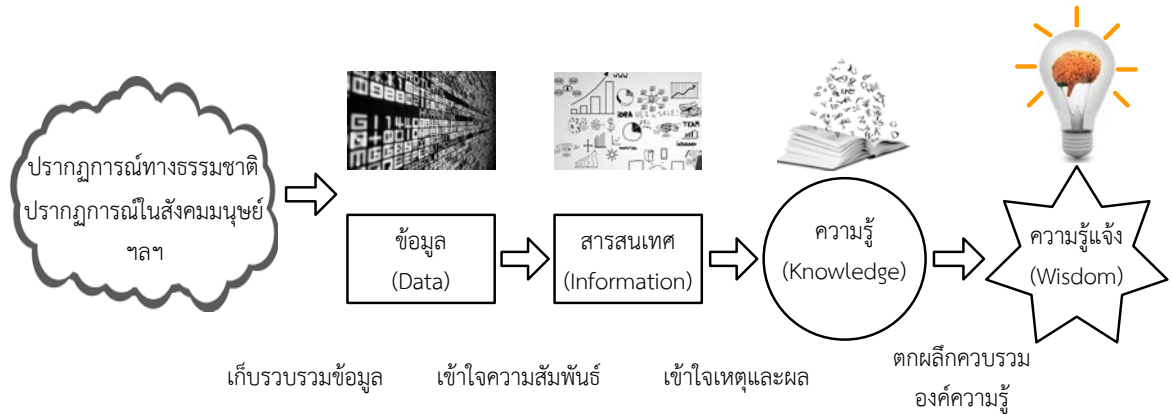 ปรากฏการณ์ทางธรรมชาติ
ปรากฏการณ์ในสังคมมนุษย์
ฯลฯ
ข้อมูล
(Data)
สารสนเทศ
(Information)
ความรู้
(Knowledge)
ความรู้แจ้ง
(Wisdom)
เก็บรวบรวมข้อมูล
เข้าใจความสัมพันธ์
เข้าใจเหตุและผล
ตกผลึกควบรวม
องค์ความรู้
IDEA
TEAM